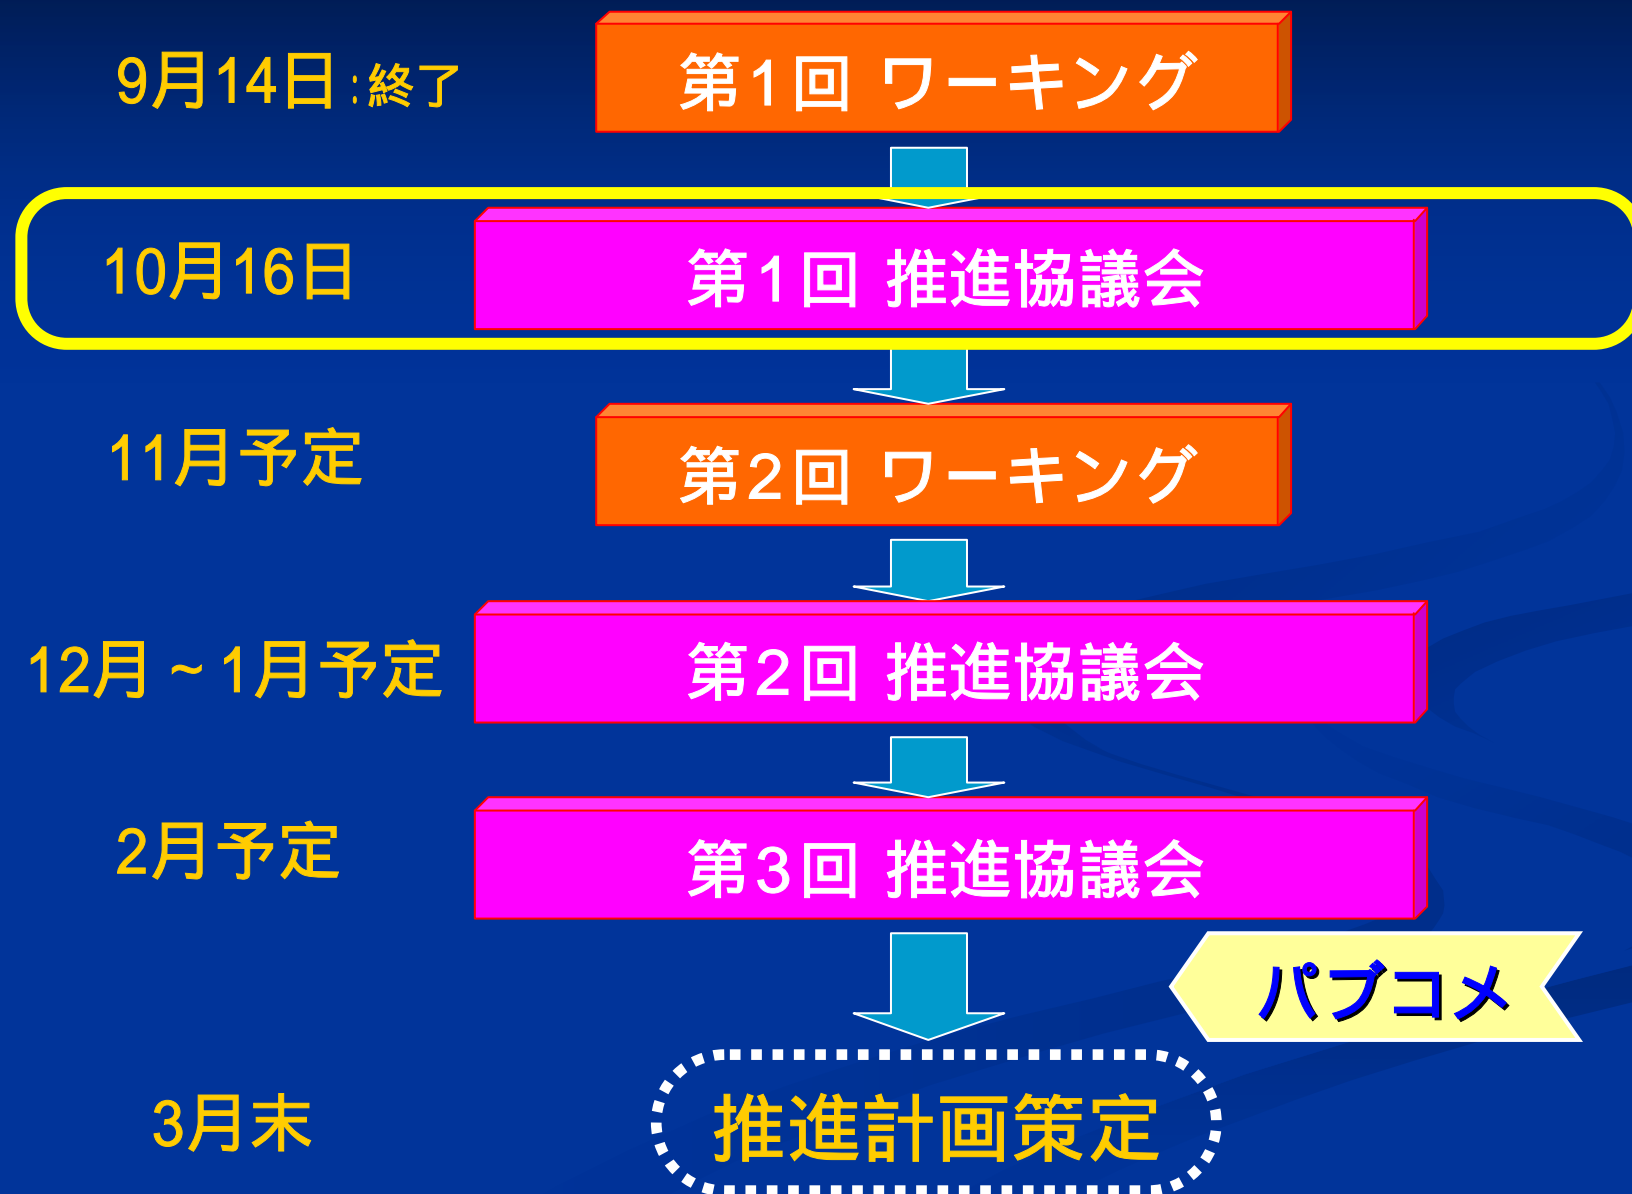 9月14日:終了
第1回 ワーキング
10月16日
第1回 推進協議会
11月予定
第2回 ワーキング
12月~1月予定
第2回 推進協議会
2月予定
第3回 推進協議会
パブコメ
3月末
推進計画策定